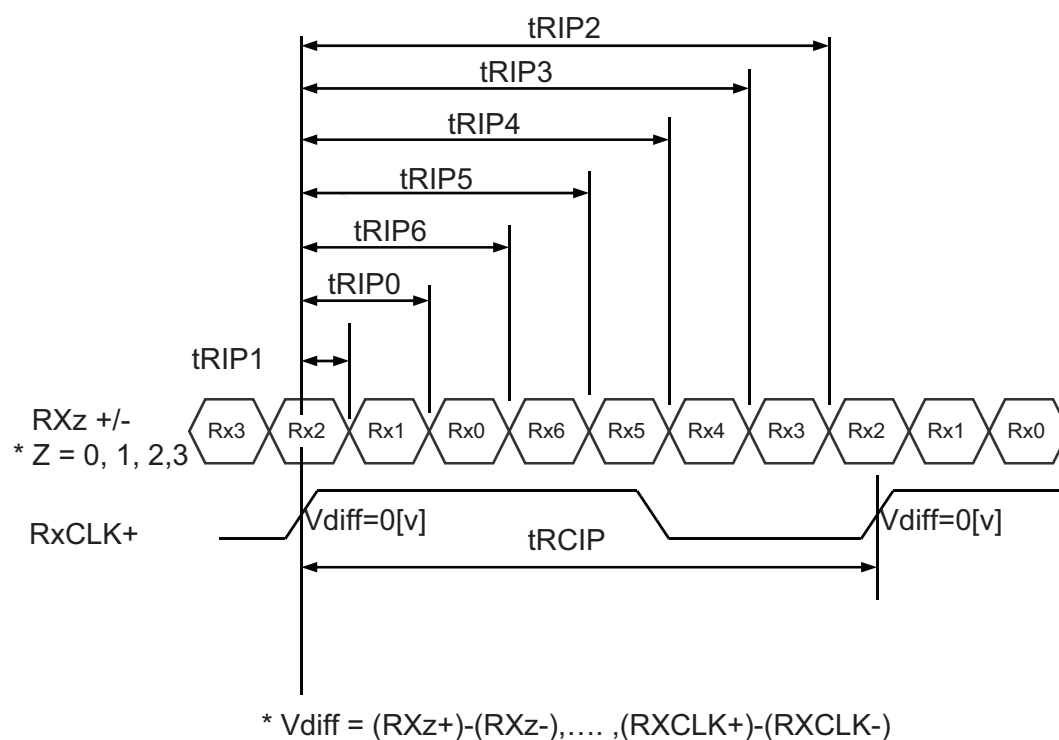 tRIP2
tRIP3
tRIP4
tRIP5
tRIP6
tRIP0
tRIP1
RXz +/-
* Z = 0, 1, 2,3
Rx3 Rx2 Rx1 Rx0 Rx6 Rx5 Rx4 Rx3 Rx2 Rx1 Rx0
RxCLK+
Vdiff=0[v] Vdiff=0[v]
tRCIP
* Vdiff = (RXz+)-(RXz-),.... ,(RXCLK+)-(RXCLK-)